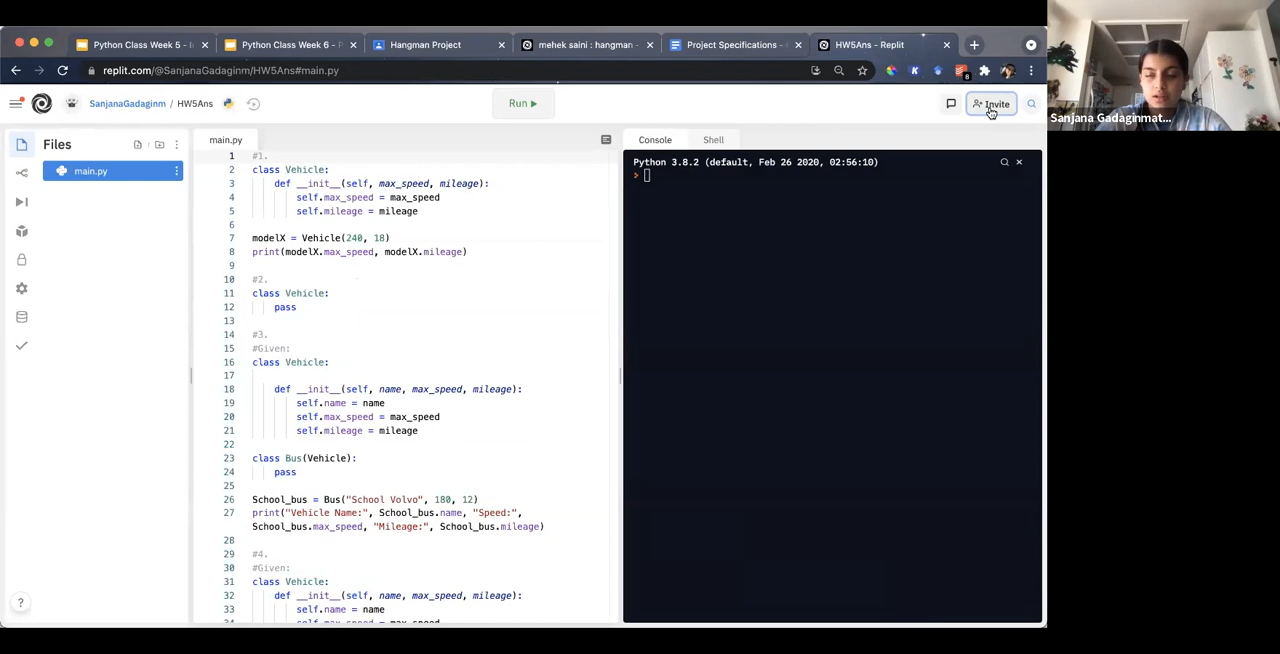 Python Class Week 5 - I
Python Class Week 6 - P
Hangman Project
mehek saini : hangman -
Project Specifications -
HW5Ans - Replit
replit.com/@SanjanaGadaginm/HW5Ans#main.py
8
SanjanaGadaginm / HW5Ans
Run
Invite
Sanjana Gadaginmat...
Files
main.py
main.py
Console
Shell
Python 3.8.2 (default, Feb 26 2020, 02:56:10)
>
1 #1.
2 class Vehicle:
3 def __init__(self, max_speed, mileage):
4 self.max_speed = max_speed
5 self.mileage = mileage
6
7 modelX = Vehicle(240, 18)
8 print(modelX.max_speed, modelX.mileage)
9
10 #2.
11 class Vehicle:
12 pass
13
14 #3.
15 #Given:
16 class Vehicle:
17
18 def __init__(self, name, max_speed, mileage):
19 self.name = name
20 self.max_speed = max_speed
21 self.mileage = mileage
22
23 class Bus(Vehicle):
24 pass
25
26 School_bus = Bus("School Volvo", 180, 12)
27 print("Vehicle Name:", School_bus.name, "Speed:",
School_bus.max_speed, "Mileage:", School_bus.mileage)
28
29 #4.
30 #Given:
31 class Vehicle:
32 def __init__(self, name, max_speed, mileage):
33 self.name = name
34 self.max_speed = max_speed
?